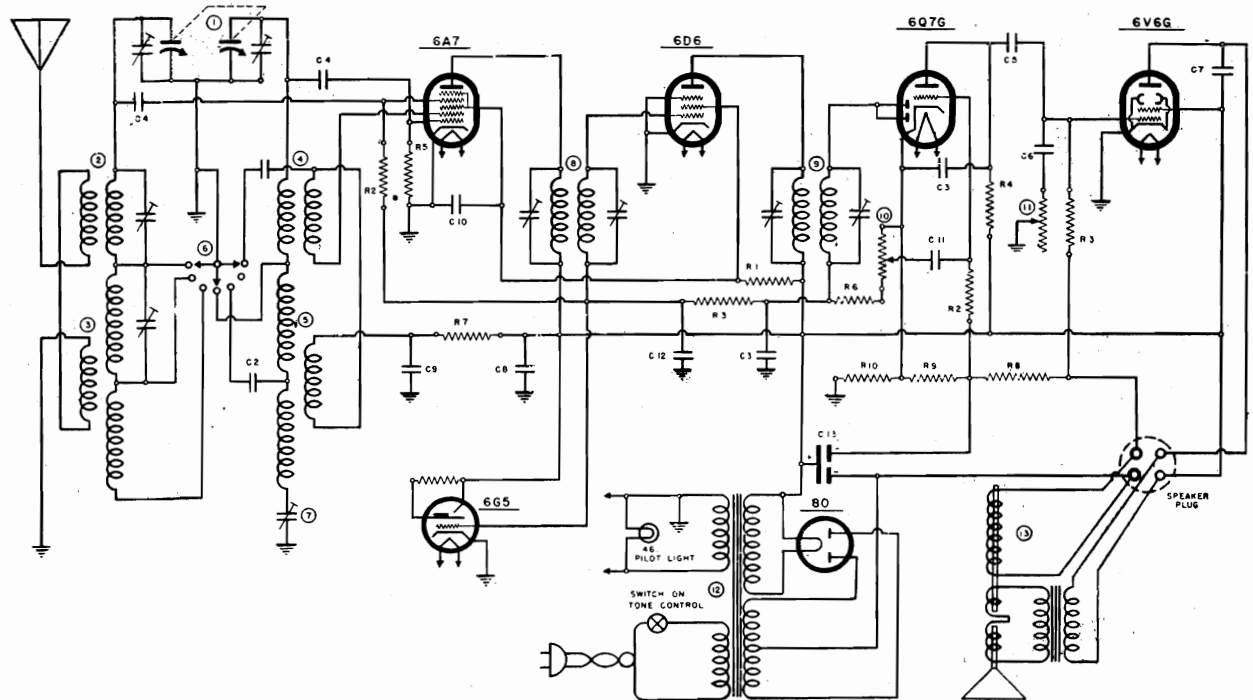 1
6A7
6D6
6Q7G
6V6G
C4
C4
C5
C7
2
4
R5
R2
8
C10
9
C3
R4
C6
11
R3
10
C11
6
3
5
R1
R6
R2
R3
R7
C9
C8
C12
C3
R10
R9
R8
C2
C13
SPEAKER
PLUG
7
6G5
80
46
PILOT LIGHT
12
13
SWITCH ON
TONE CONTROL